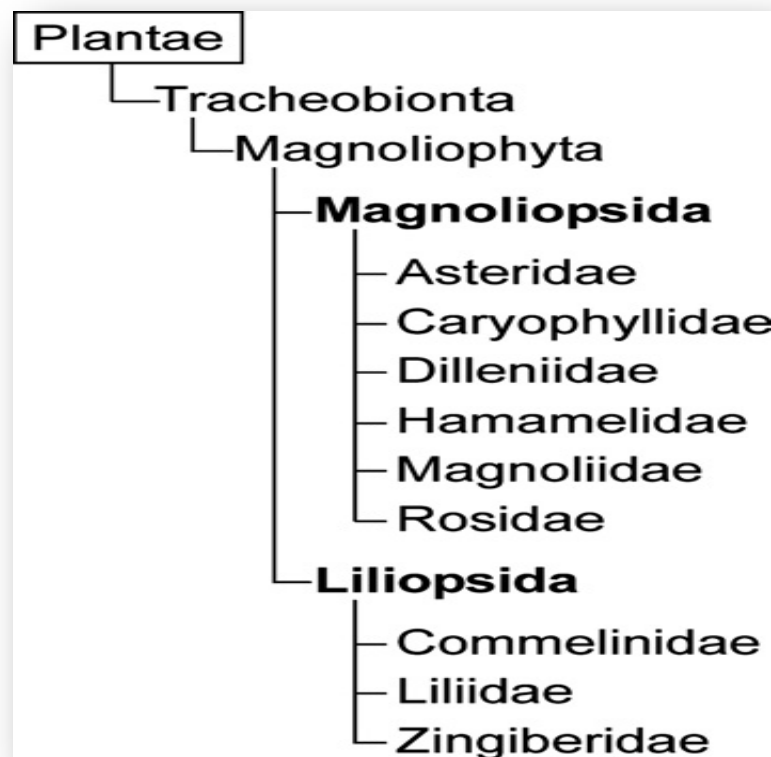 Plantae
Tracheobionta
Magnoliophyta
Magnoliopsida
Asteridae
Caryophyllidae
Dilleniidae
Hamamelidae
Magnoliidae
Rosidae
Liliopsida
Commelinidae
Liliidae
Zingiberidae